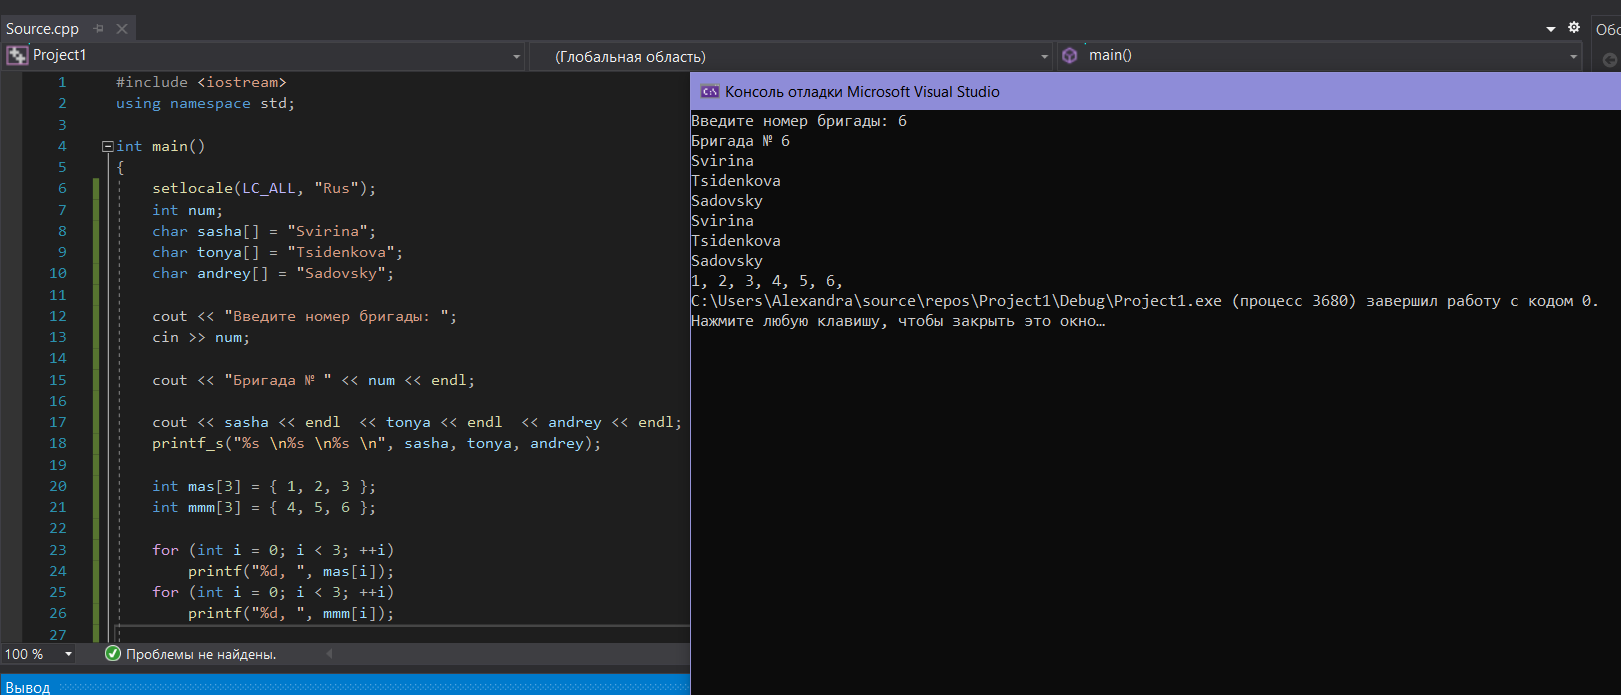 Source.cpp
Обо
Project1
(Глобальная область)
main()
1 #include <iostream>
2 using namespace std;
3
4 int main()
5 {
6 setlocale(LC_ALL, "Rus");
7 int num;
8 char sasha[] = "Svirina";
9 char tonya[] = "Tsidenkova";
10 char andrey[] = "Sadovsky";
11
12 cout << "Введите номер бригады: ";
13 cin >> num;
14
15 cout << "Бригада № " << num << endl;
16
17 cout << sasha << endl  << tonya << endl  << andrey << endl;
18 printf_s("%s \n%s \n%s \n", sasha, tonya, andrey);
19
20 int mas[3] = { 1, 2, 3 };
21 int mmm[3] = { 4, 5, 6 };
22
23 for (int i = 0; i < 3; ++i)
24 printf("%d, ", mas[i]);
25 for (int i = 0; i < 3; ++i)
26 printf("%d, ", mmm[i]);
27
100 %
Проблемы не найдены.
Вывод
C:\
Консоль отладки Microsoft Visual Studio
Введите номер бригады: 6
Бригада № 6
Svirina
Tsidenkova
Sadovsky
Svirina
Tsidenkova
Sadovsky
1, 2, 3, 4, 5, 6,
C:\Users\Alexandra\source\repos\Project1\Debug\Project1.exe (процесс 3680) завершил работу с кодом 0.
Нажмите любую клавишу, чтобы закрыть это окно…